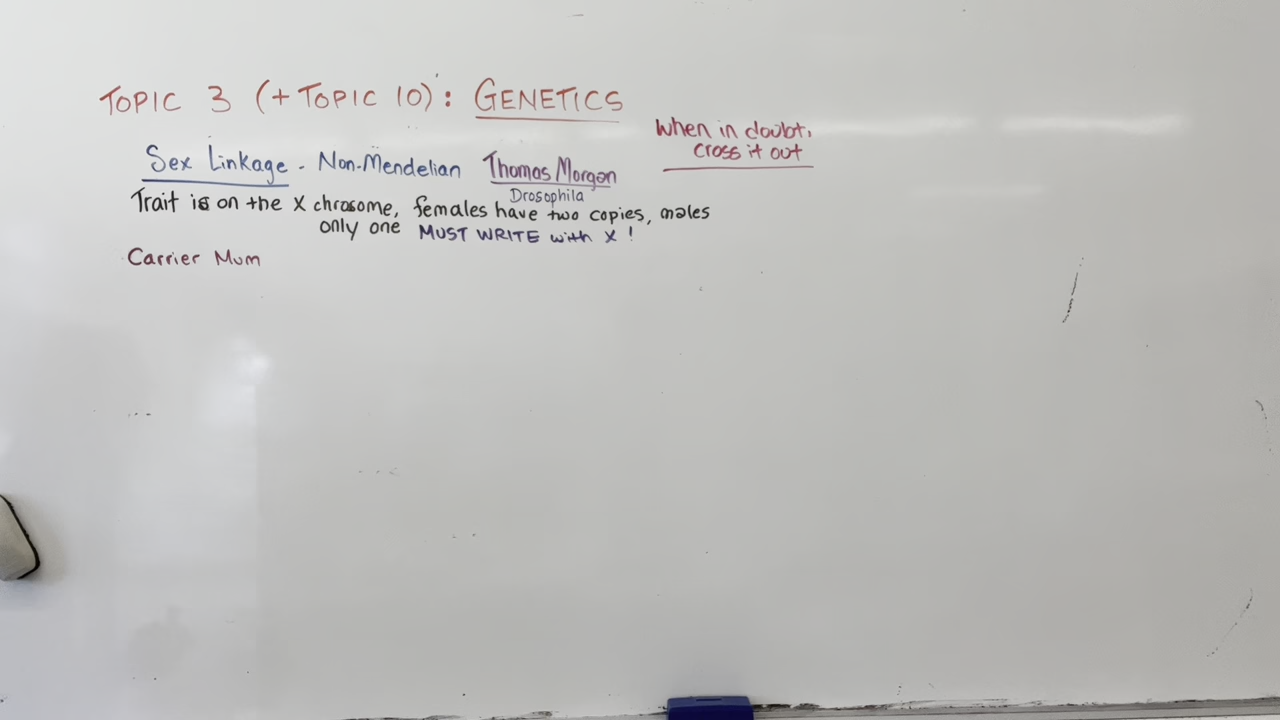 TOPIC 3 (+ TOPIC 10): GENETICS
When in doubt,
cross it out
Sex Linkage - Non-Mendelian Thomas Morgan
Drosophila
Trait is on the X chrosome, females have two copies, males
only one MUST WRITE with X!
Carrier Mum